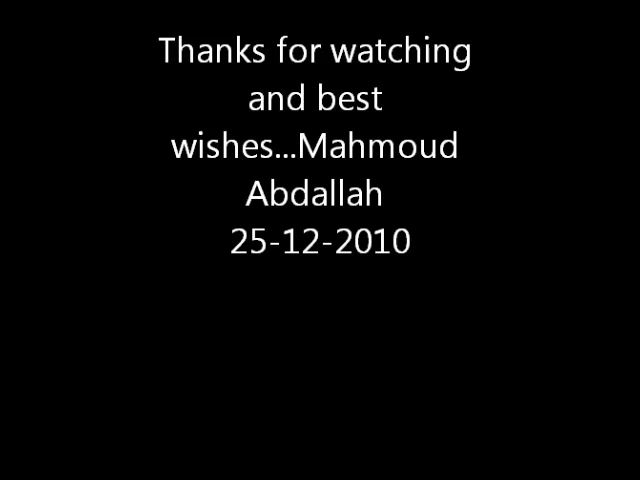 Thanks for watching
and best
wishes...Mahmoud
Abdallah
25-12-2010